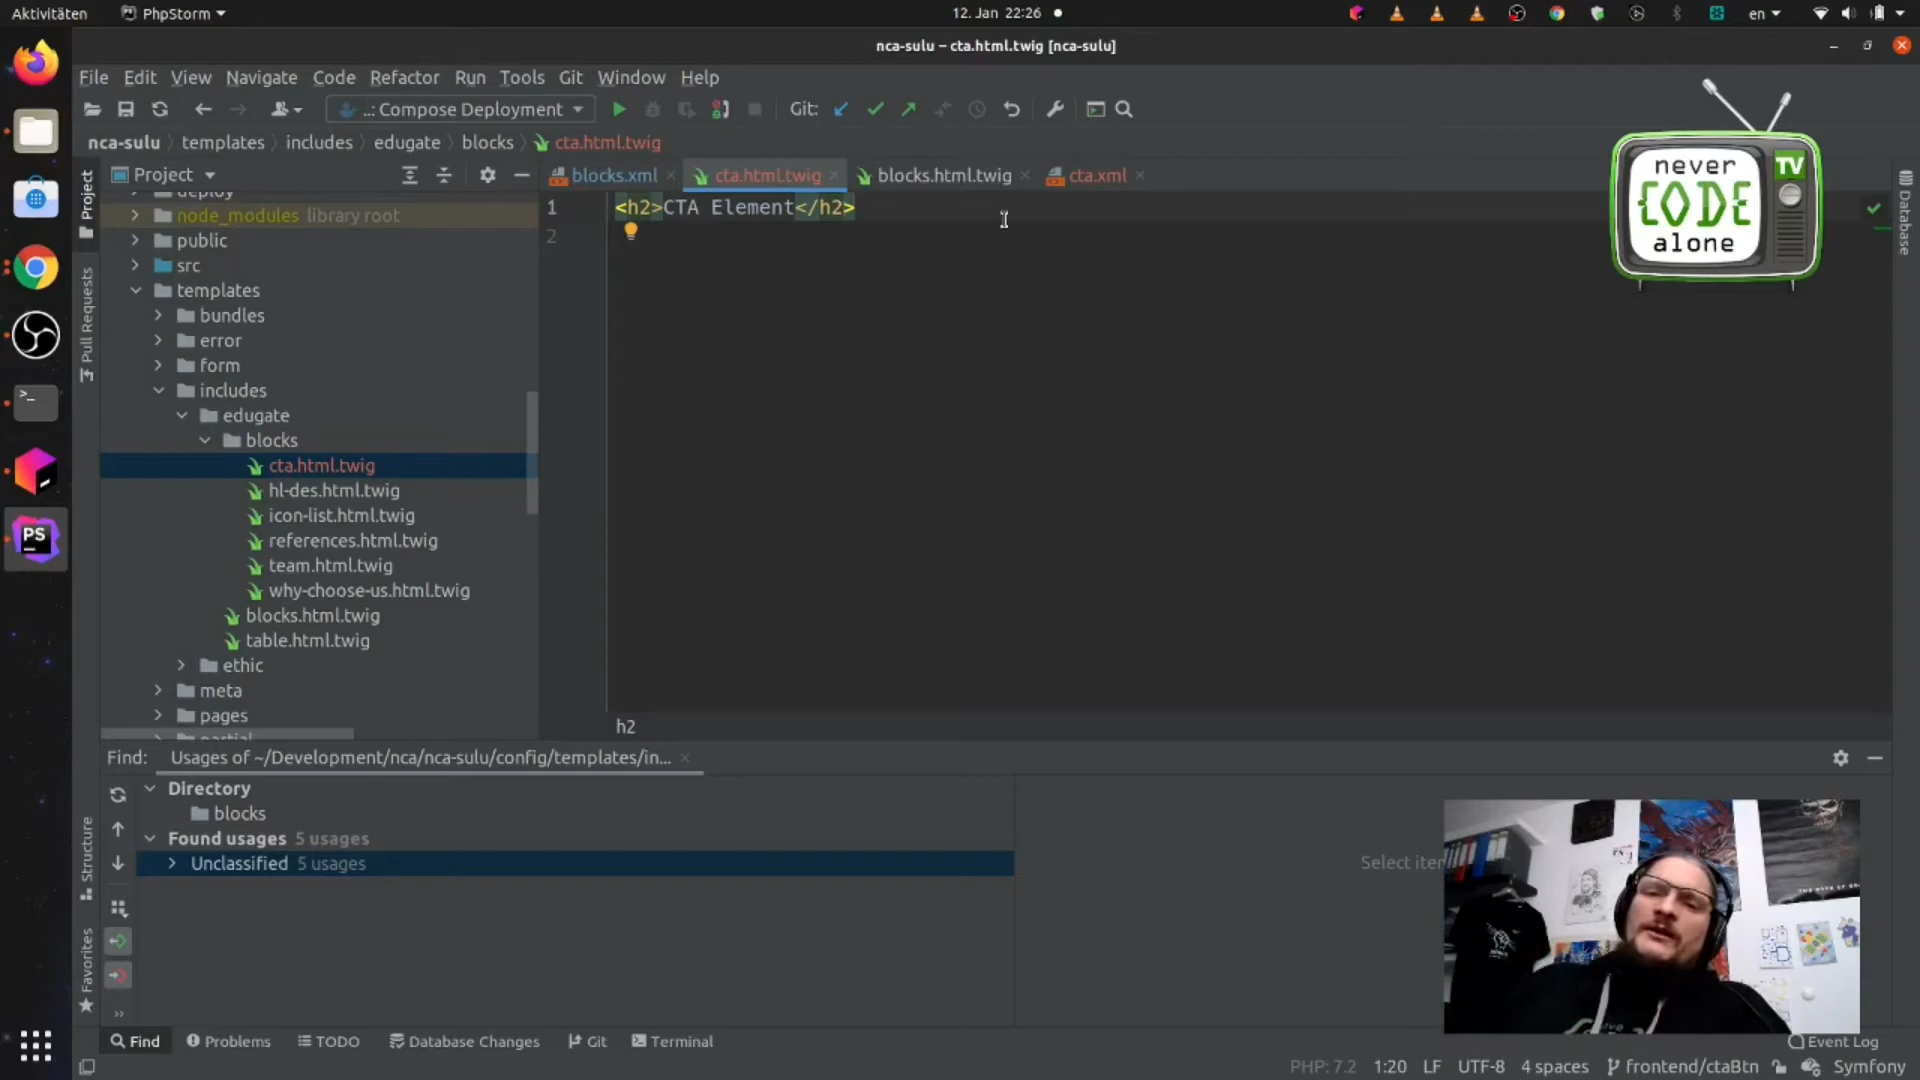 Aktivitäten
PhpStorm
12. Jan 22:26
en
nca-sulu – cta.html.twig [nca-sulu]
File Edit View Navigate Code Refactor Run Tools Git Window Help
..: Compose Deployment
Git:
nca-sulu templates includes edugate blocks cta.html.twig
never
CODE
alone
TV
Project
blocks.xml
cta.html.twig
blocks.html.twig
cta.xml
Project
Pull Requests
Structure
Favorites
Database
deploy
node_modules library root
public
src
templates
bundles
error
form
includes
edugate
blocks
cta.html.twig
hl-des.html.twig
icon-list.html.twig
references.html.twig
team.html.twig
why-choose-us.html.twig
blocks.html.twig
table.html.twig
ethic
meta
pages
partial
1 <h2>CTA Element</h2>
2
h2
Find: Usages of ~/Development/nca/nca-sulu/config/templates/in...
Directory
blocks
Found usages 5 usages
Unclassified 5 usages
Select iter
PS
Find Problems TODO Database Changes Git Terminal
Event Log
PHP: 7.2 1:20 LF UTF-8 4 spaces frontend/ctaBtn Symfony